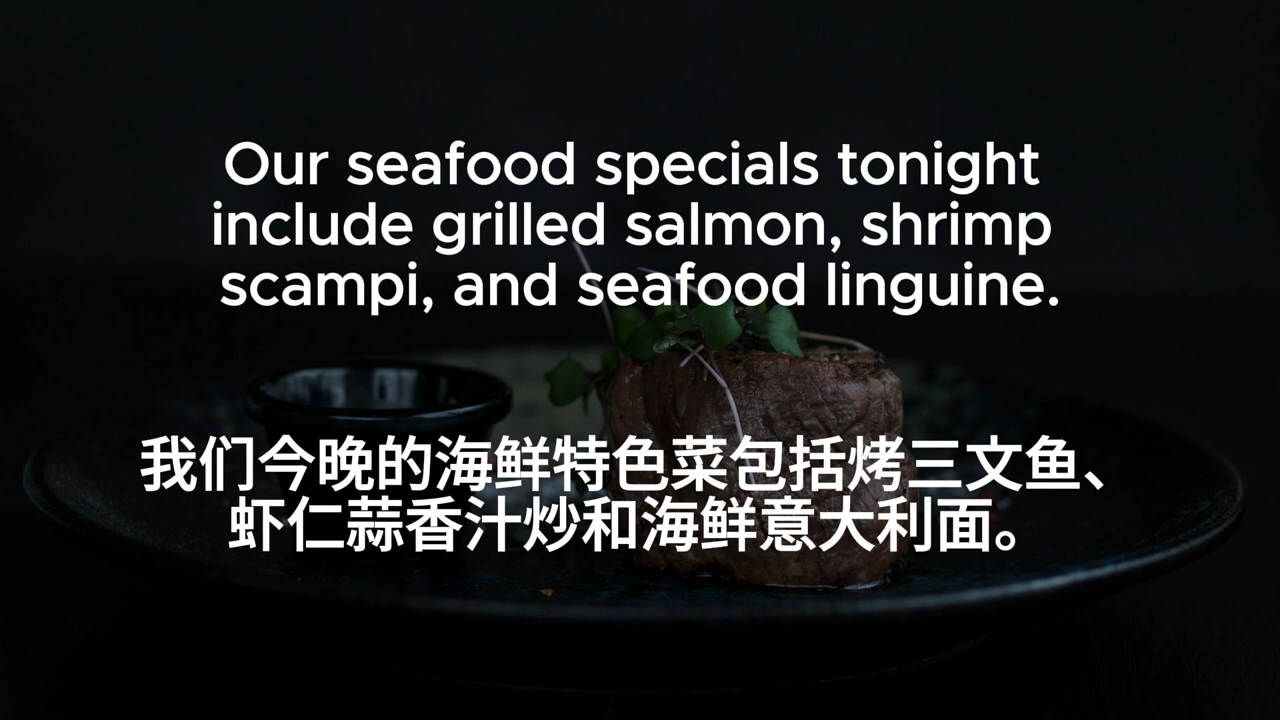 Our seafood specials tonight
include grilled salmon, shrimp
scampi, and seafood linguine.
我们今晚的海鲜特色菜包括烤三文鱼、
虾仁蒜香汁炒和海鲜意大利面。